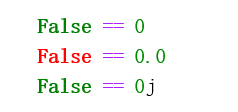 False == 0
False == 0.0
False == 0j